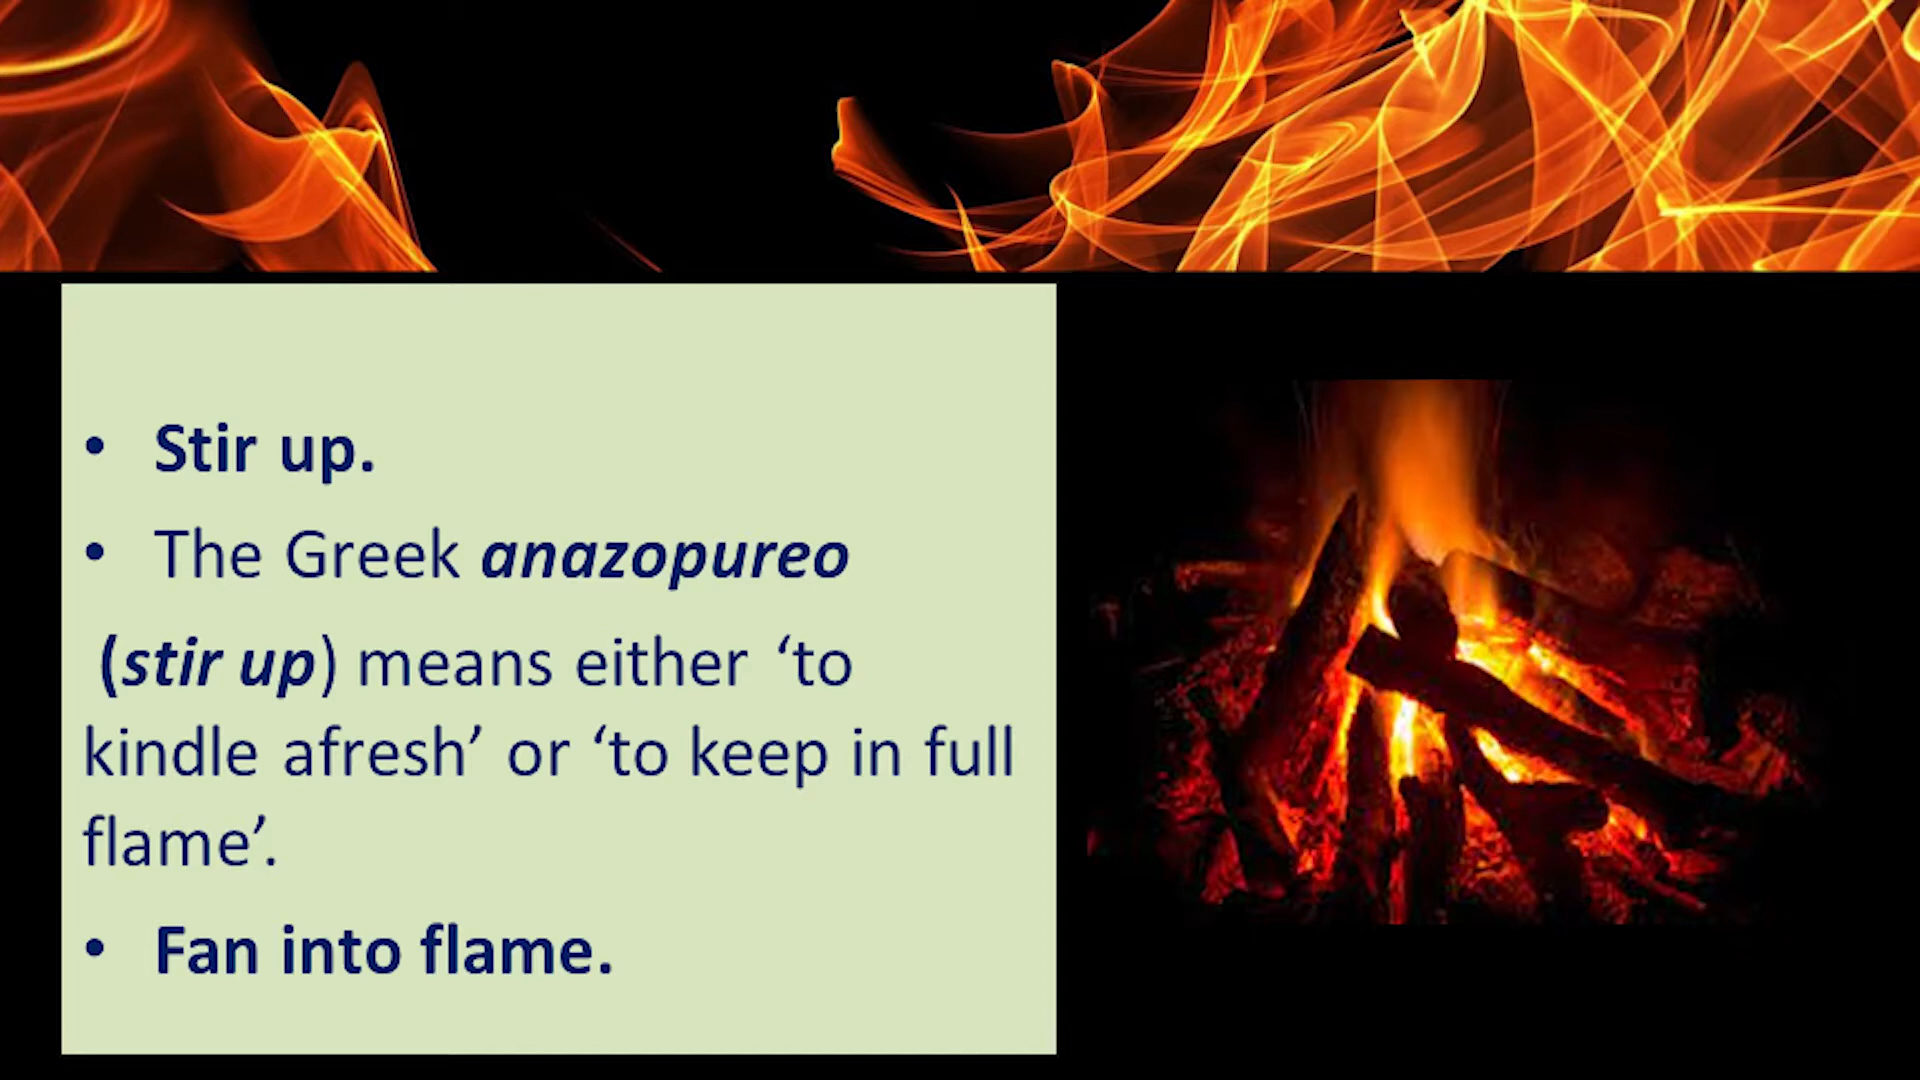 • Stir up.
• The Greek anazopureo
(stir up) means either ‘to
kindle afresh’ or ‘to keep in full
flame’.
• Fan into flame.